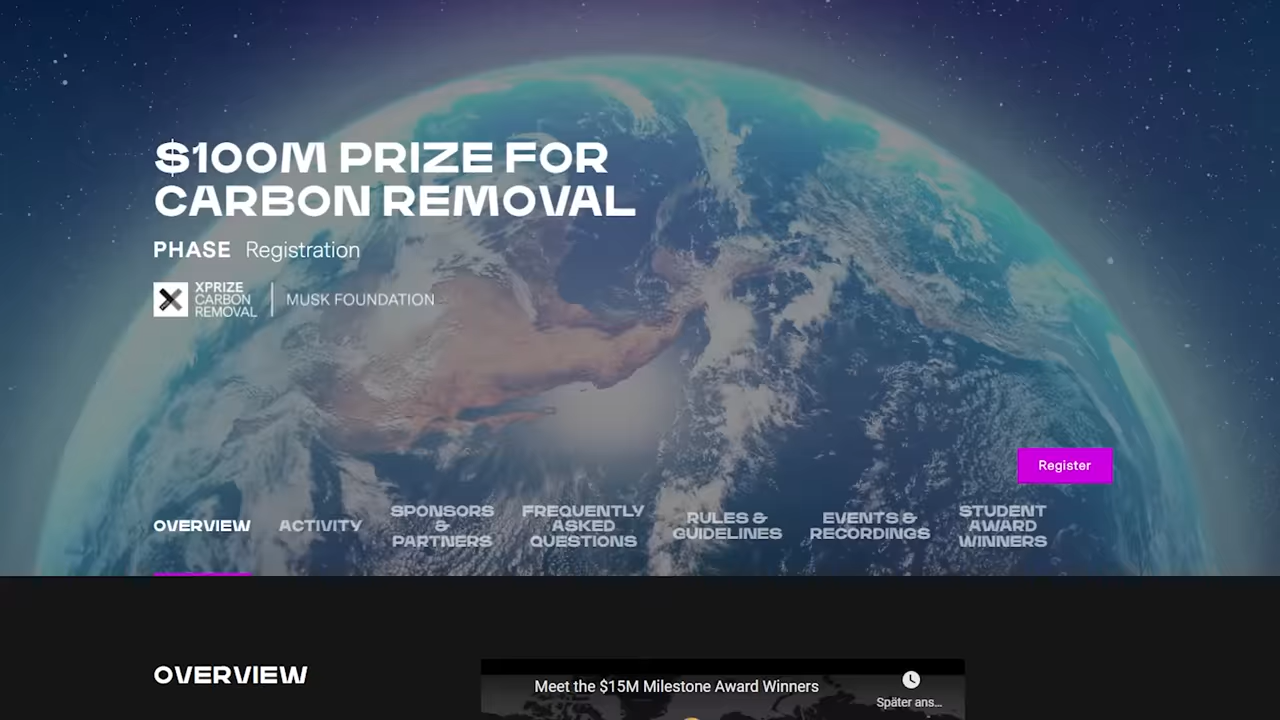 $100M PRIZE FOR
CARBON REMOVAL
PHASE Registration
XPRIZE
CARBON
REMOVAL
MUSK FOUNDATION
Register
OVERVIEW
ACTIVITY
SPONSORS
&
PARTNERS
FREQUENTLY
ASKED
QUESTIONS
RULES &
GUIDELINES
EVENTS &
RECORDINGS
STUDENT
AWARD
WINNERS
OVERVIEW
Meet the $15M Milestone Award Winners
Später ans...